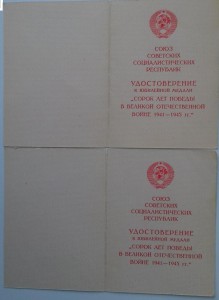 СОЮЗ
СОВЕТСКИХ
СОЦИАЛИСТИЧЕСКИХ
РЕСПУБЛИК
УДОСТОВЕРЕНИЕ
К ЮБИЛЕЙНОЙ МЕДАЛИ
„СОРОК ЛЕТ ПОБЕДЫ
В ВЕЛИКОЙ ОТЕЧЕСТВЕННОЙ
ВОЙНЕ 1941—1945 гг."
СОЮЗ
СОВЕТСКИХ
СОЦИАЛИСТИЧЕСКИХ
РЕСПУБЛИК
УДОСТОВЕРЕНИЕ
К ЮБИЛЕЙНОЙ МЕДАЛИ
„СОРОК ЛЕТ ПОБЕДЫ
В ВЕЛИКОЙ ОТЕЧЕСТВЕННОЙ
ВОЙНЕ 1941—1945 гг."